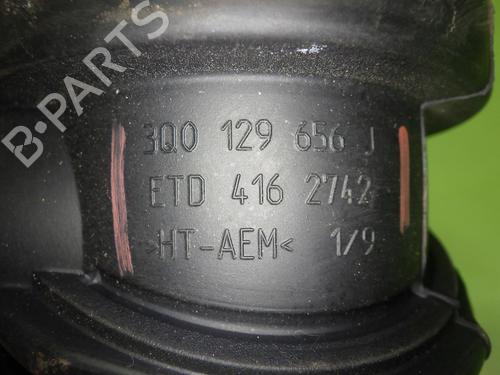 B-PARTS
3Q0 129 656 J
ETD 416 2742
>HT-AEM< 1/9